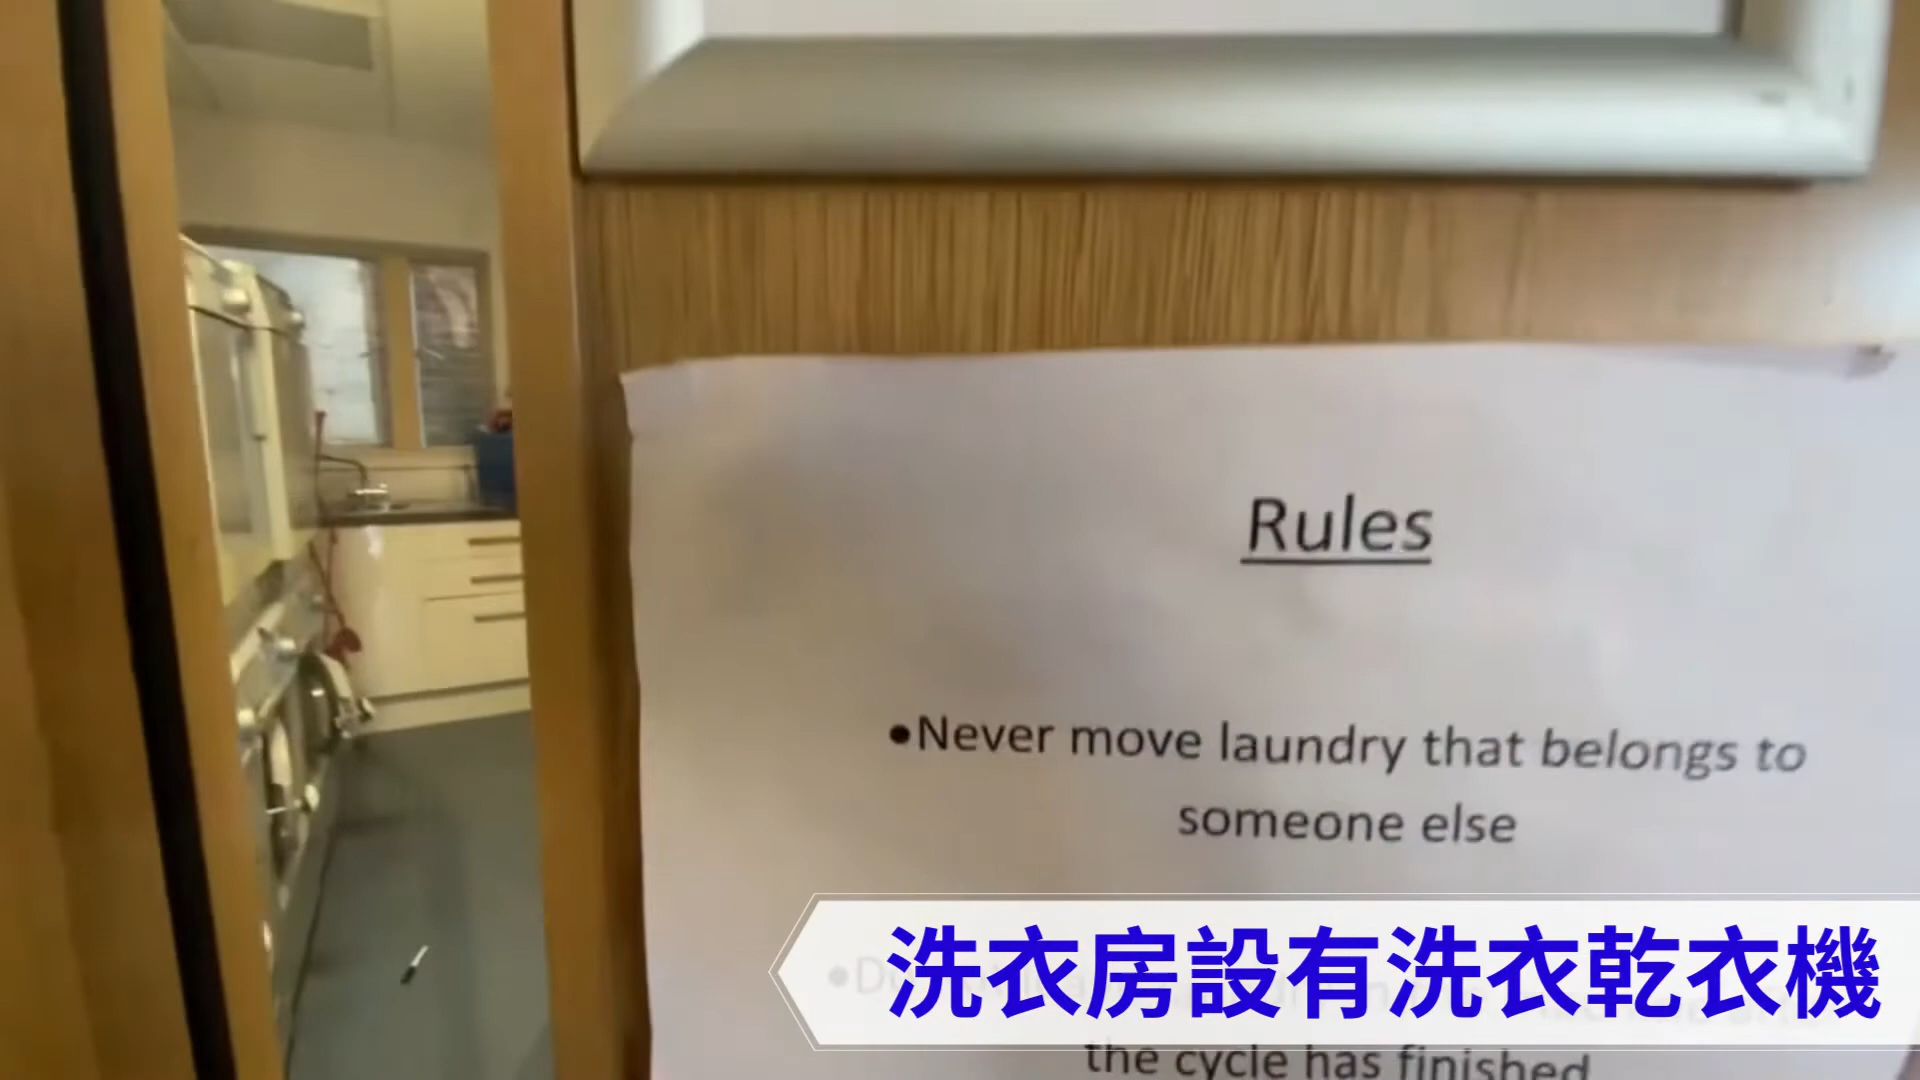 Rules
•Never move laundry that belongs to
someone else
洗衣房設有洗衣乾衣機
the cycle has finished